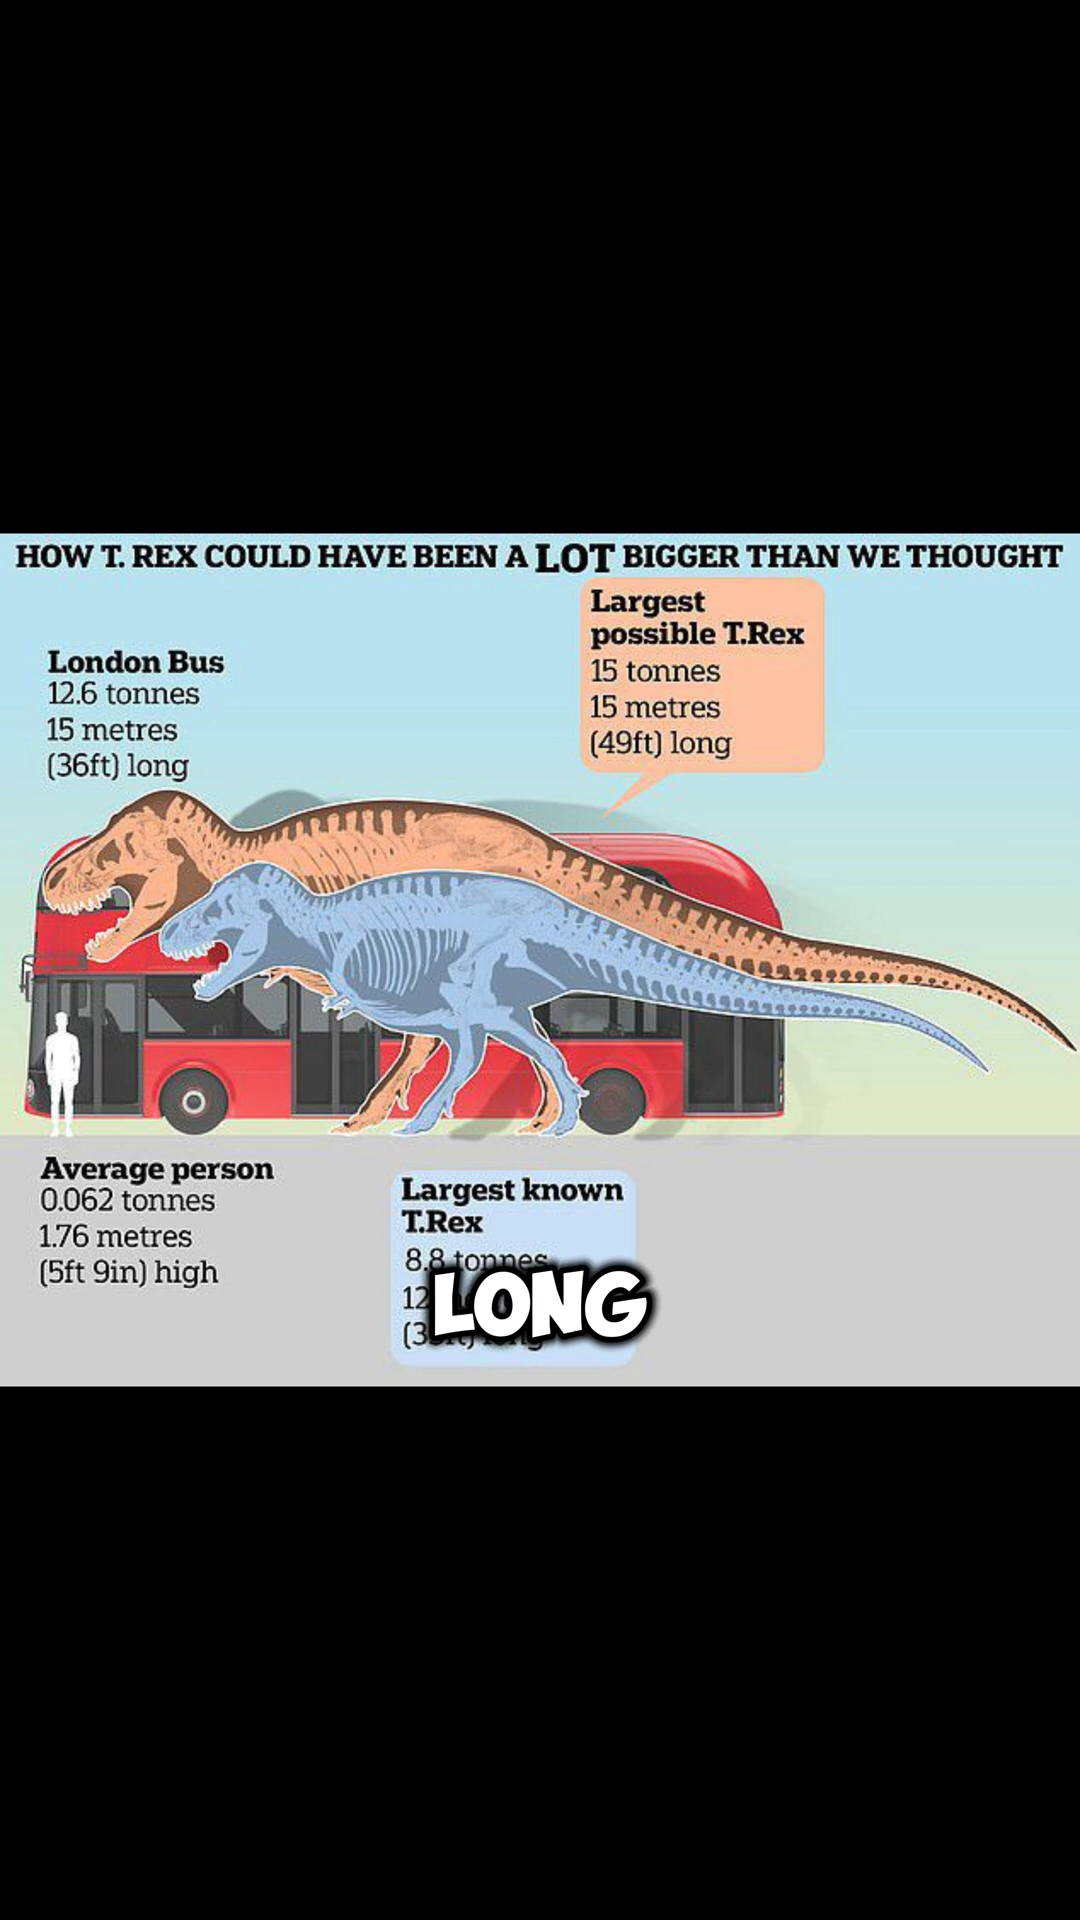 HOW T. REX COULD HAVE BEEN A LOT BIGGER THAN WE THOUGHT
Largest
possible T.Rex
15 tonnes
15 metres
(49ft) long
London Bus
12.6 tonnes
15 metres
(36ft) long
Average person
0.062 tonnes
1.76 metres
(5ft 9in) high
Largest known
T.Rex
8.8 tonnes
12
long
LONG